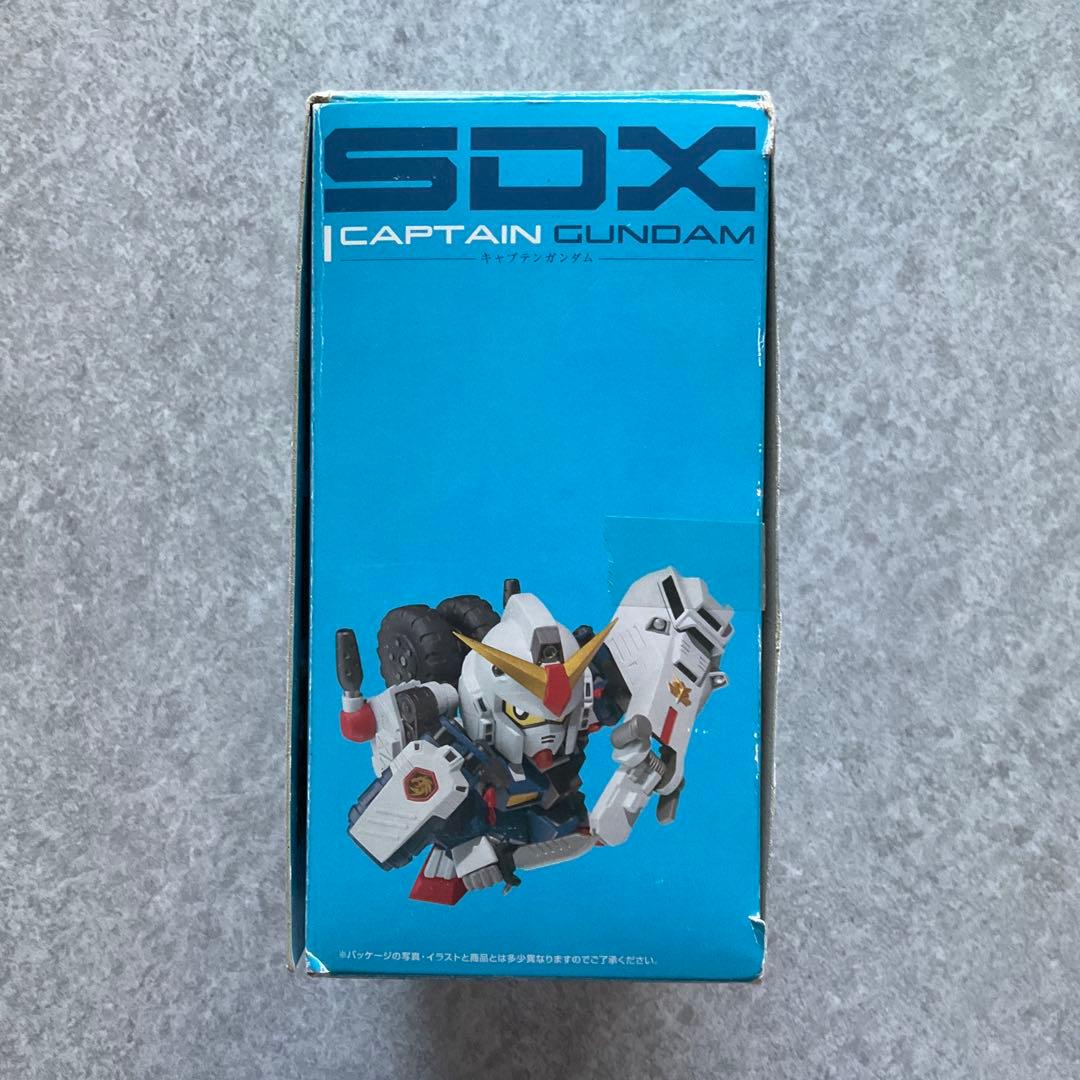 SDX
CAPTAIN GUNDAM
キャプテンガンダム
※パッケージの写真・イラストと商品とは多少異なりますのでご了承ください。